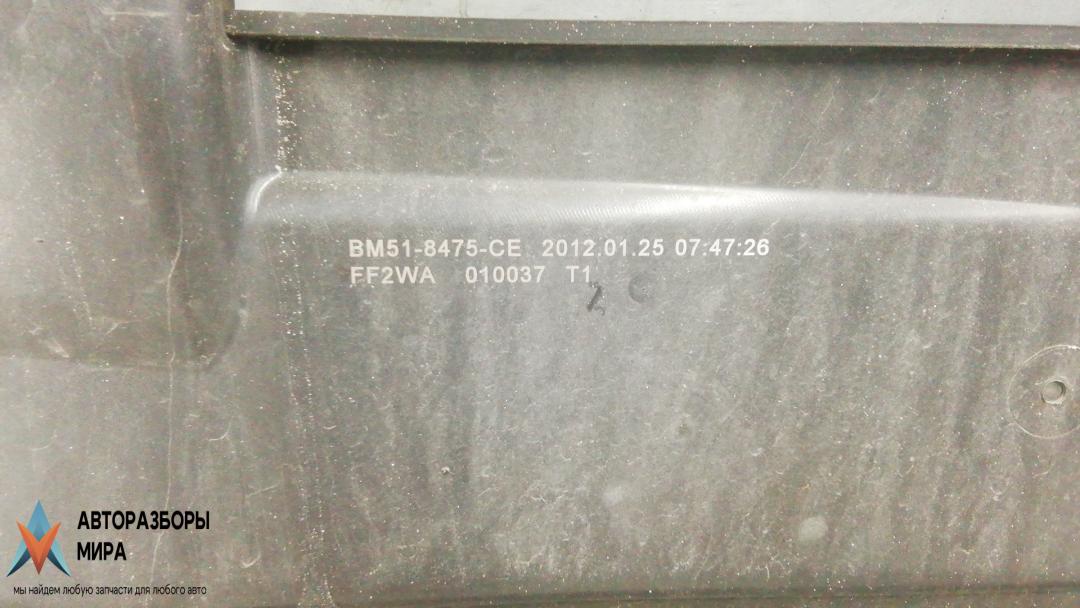 BM51-8475-CE 2012.01.25 07:47:26
FF2WA 010037 T1
АВТОРАЗБОРЫ
МИРА
мы найдем любую запчасти для любого авто